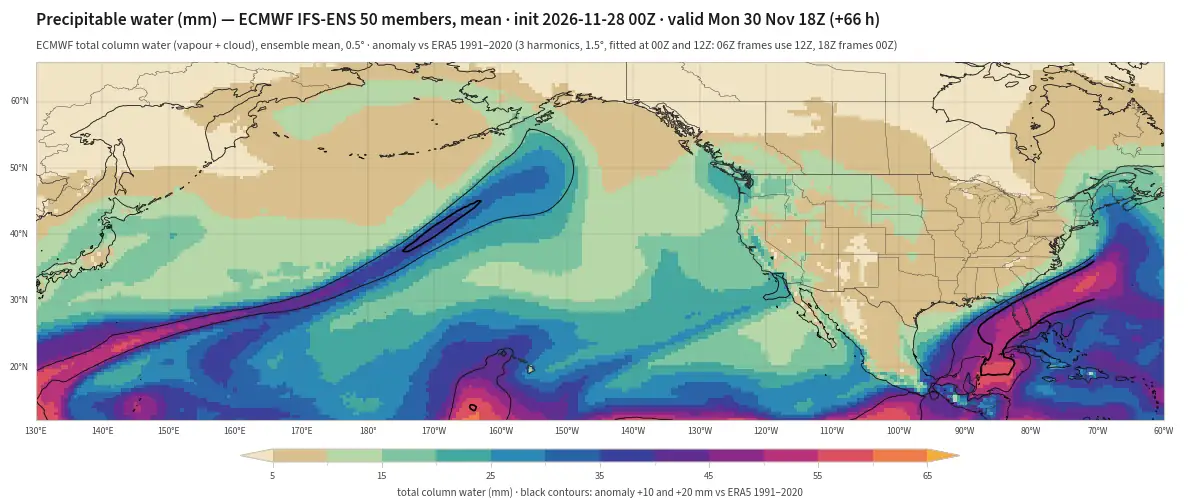 Precipitable water (mm) — ECMWF IFS-ENS 50 members, mean · init 2026-11-28 00Z · valid Mon 30 Nov 18Z (+66 h)
ECMWF total column water (vapour + cloud), ensemble mean, 0.5° · anomaly vs ERA5 1991–2020 (3 harmonics, 1.5°, fitted at 00Z and 12Z: 06Z frames use 12Z, 18Z frames 00Z)
60°N
50°N
40°N
30°N
20°N
130°E 140°E 150°E 160°E 170°E 180° 170°W 160°W 150°W 140°W 130°W 120°W 110°W 100°W 90°W 80°W 70°W 60°W
5 15 25 35 45 55 65
total column water (mm) · black contours: anomaly +10 and +20 mm vs ERA5 1991–2020